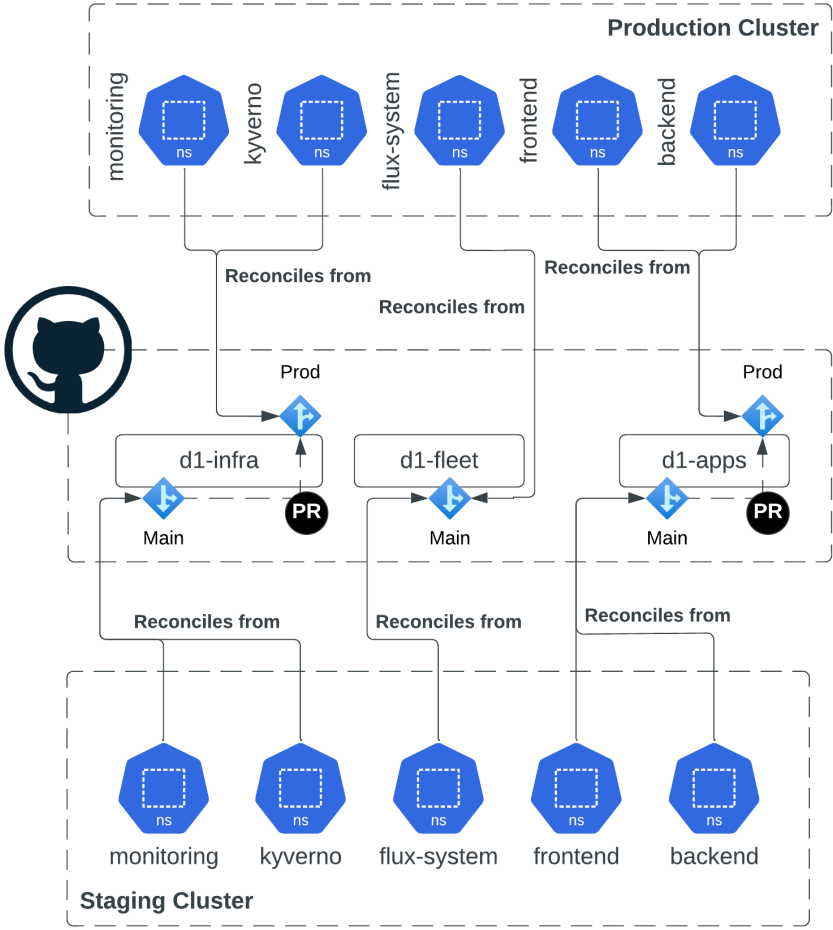 Production Cluster
monitoring
kyverno
flux-system
frontend
backend
ns
ns
ns
ns
ns
Reconciles from
Reconciles from
Reconciles from
Prod
Prod
d1-infra
d1-fleet
d1-apps
PR
PR
Main
Main
Main
Reconciles from
Reconciles from
Reconciles from
ns
ns
ns
ns
ns
monitoring
kyverno
flux-system
frontend
backend
Staging Cluster